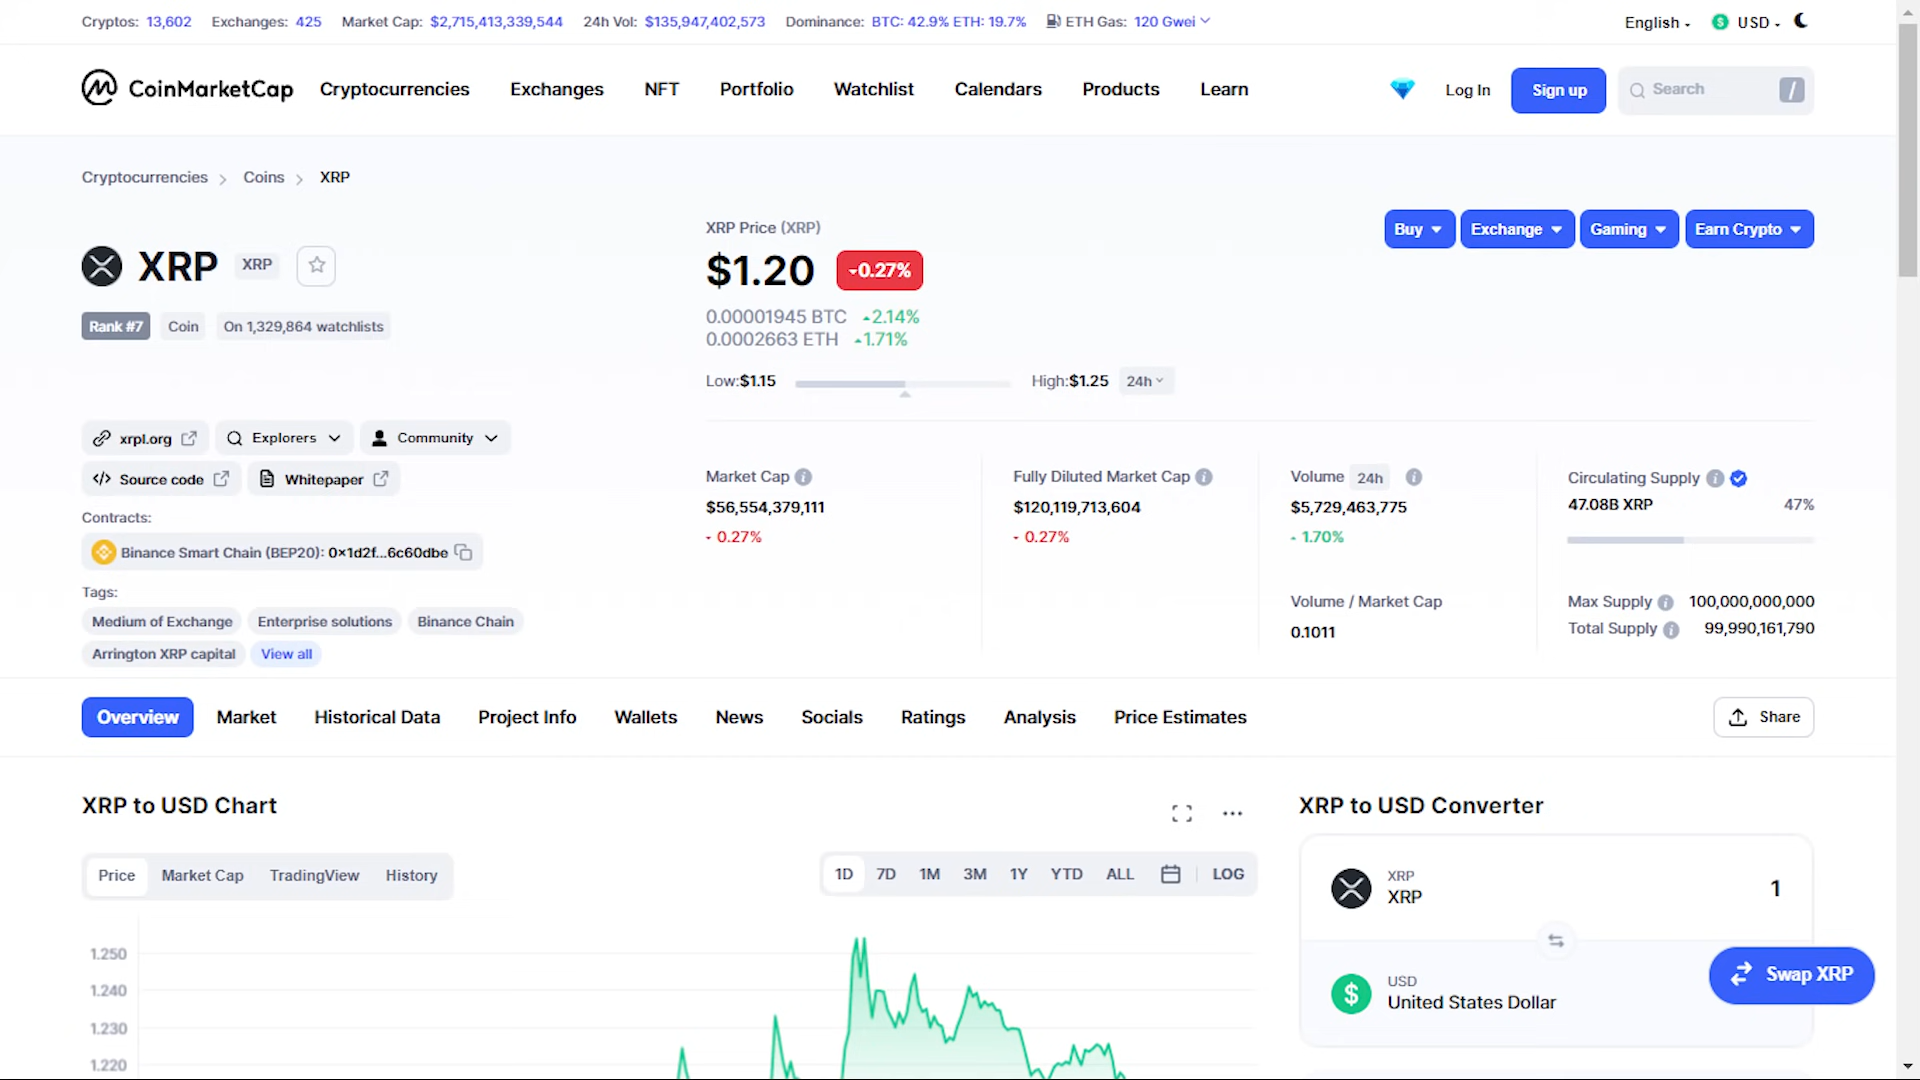 Cryptos: 13,602 Exchanges: 425 Market Cap: $2,715,413,339,544 24h Vol: $135,947,402,573 Dominance: BTC: 42.9% ETH: 19.7% ETH Gas: 120 Gwei
English USD
CoinMarketCap Cryptocurrencies Exchanges NFT Portfolio Watchlist Calendars Products Learn Log In Sign up Search /
Cryptocurrencies > Coins > XRP
XRP XRP
Rank #7 Coin On 1,329,864 watchlists
xrpl.org Explorers Community
Source code Whitepaper
Contracts:
Binance Smart Chain (BEP20): 0x1d2f...6c60dbe
Tags:
Medium of Exchange Enterprise solutions Binance Chain
Arrington XRP capital View all
XRP Price (XRP)
$1.20 0.27%
0.00001945 BTC 2.14%
0.0002663 ETH 1.71%
Low:$1.15 High:$1.25 24h
Buy Exchange Gaming Earn Crypto
Market Cap
$56,554,379,111
0.27%
Fully Diluted Market Cap
$120,119,713,604
0.27%
Volume 24h
$5,729,463,775
1.70%
Volume / Market Cap
0.1011
Circulating Supply
47.08B XRP 47%
Max Supply 100,000,000,000
Total Supply 99,990,161,790
Overview Market Historical Data Project Info Wallets News Socials Ratings Analysis Price Estimates Share
XRP to USD Chart
Price Market Cap TradingView History 1D 7D 1M 3M 1Y YTD ALL LOG
1.250
1.240
1.230
1.220
XRP to USD Converter
XRP
XRP 1
USD
United States Dollar
Swap XRP